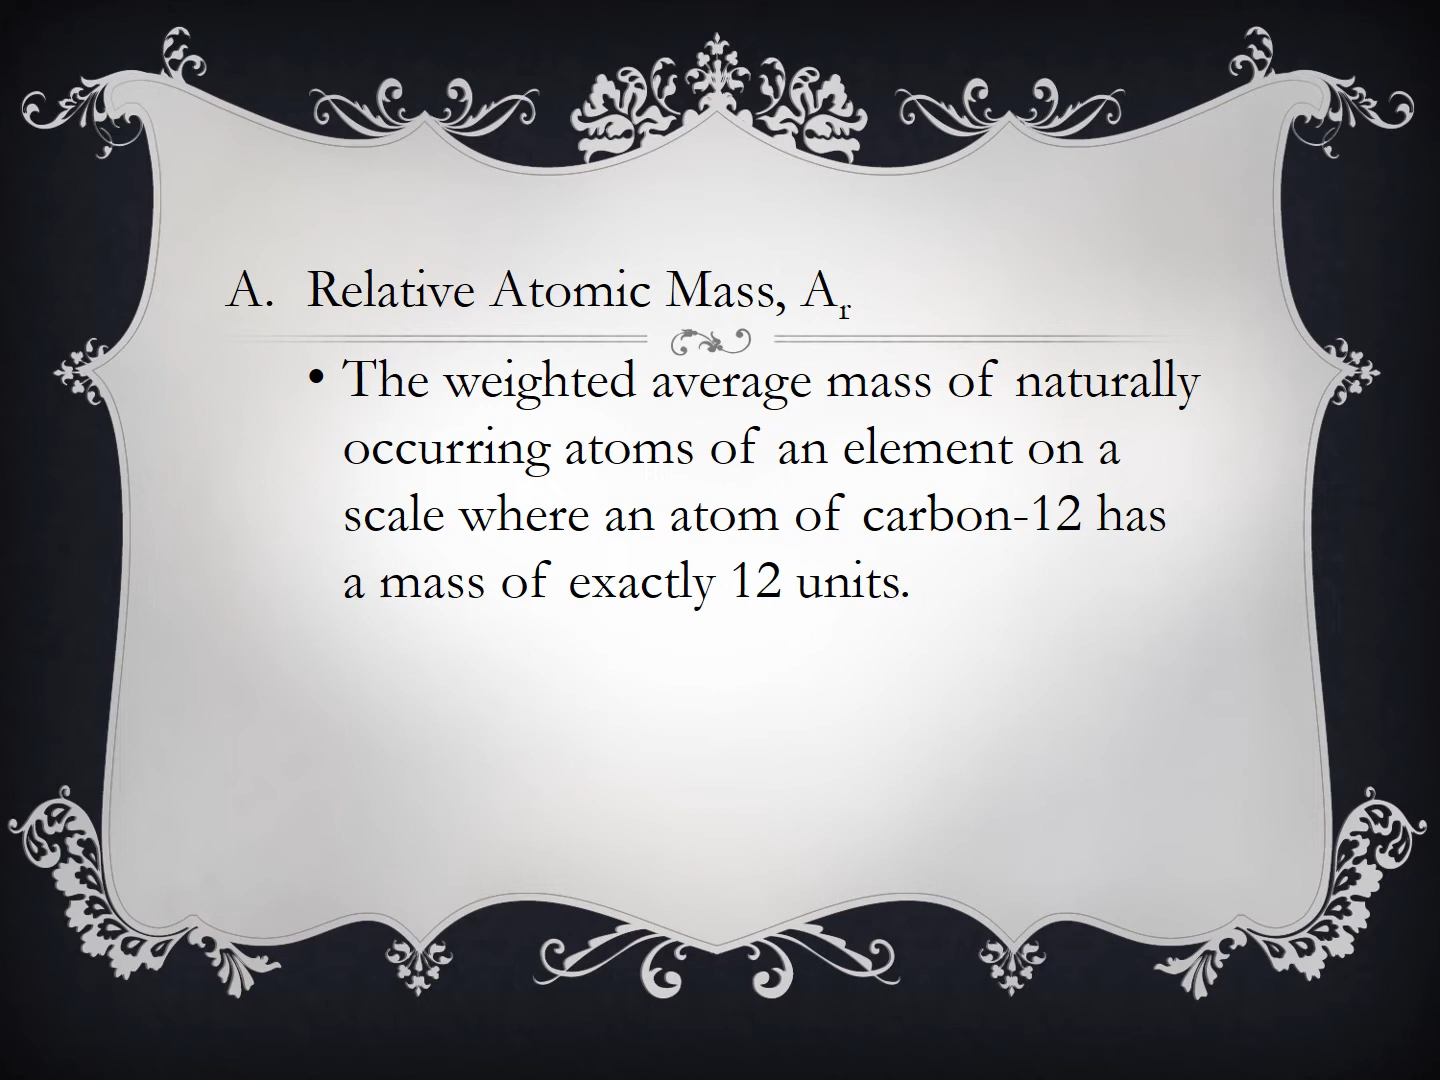 A. Relative Atomic Mass, Aᵣ
• The weighted average mass of naturally
occurring atoms of an element on a
scale where an atom of carbon-12 has
a mass of exactly 12 units.